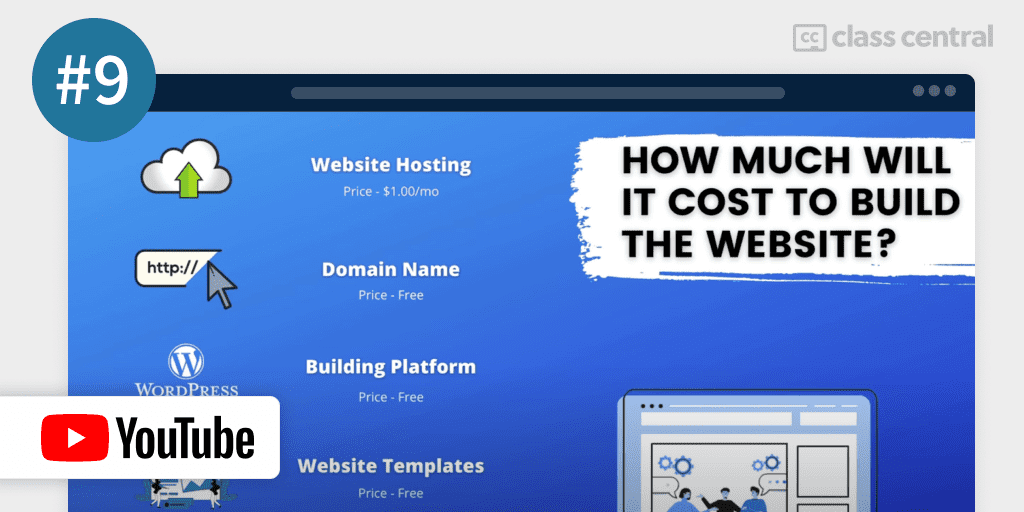 #9
class central
Website Hosting
Price - $1.00/mo
HOW MUCH WILL
IT COST TO BUILD
THE WEBSITE?
http://
Domain Name
Price - Free
WORDPRESS
Building Platform
Price - Free
YouTube
Website Templates
Price - Free